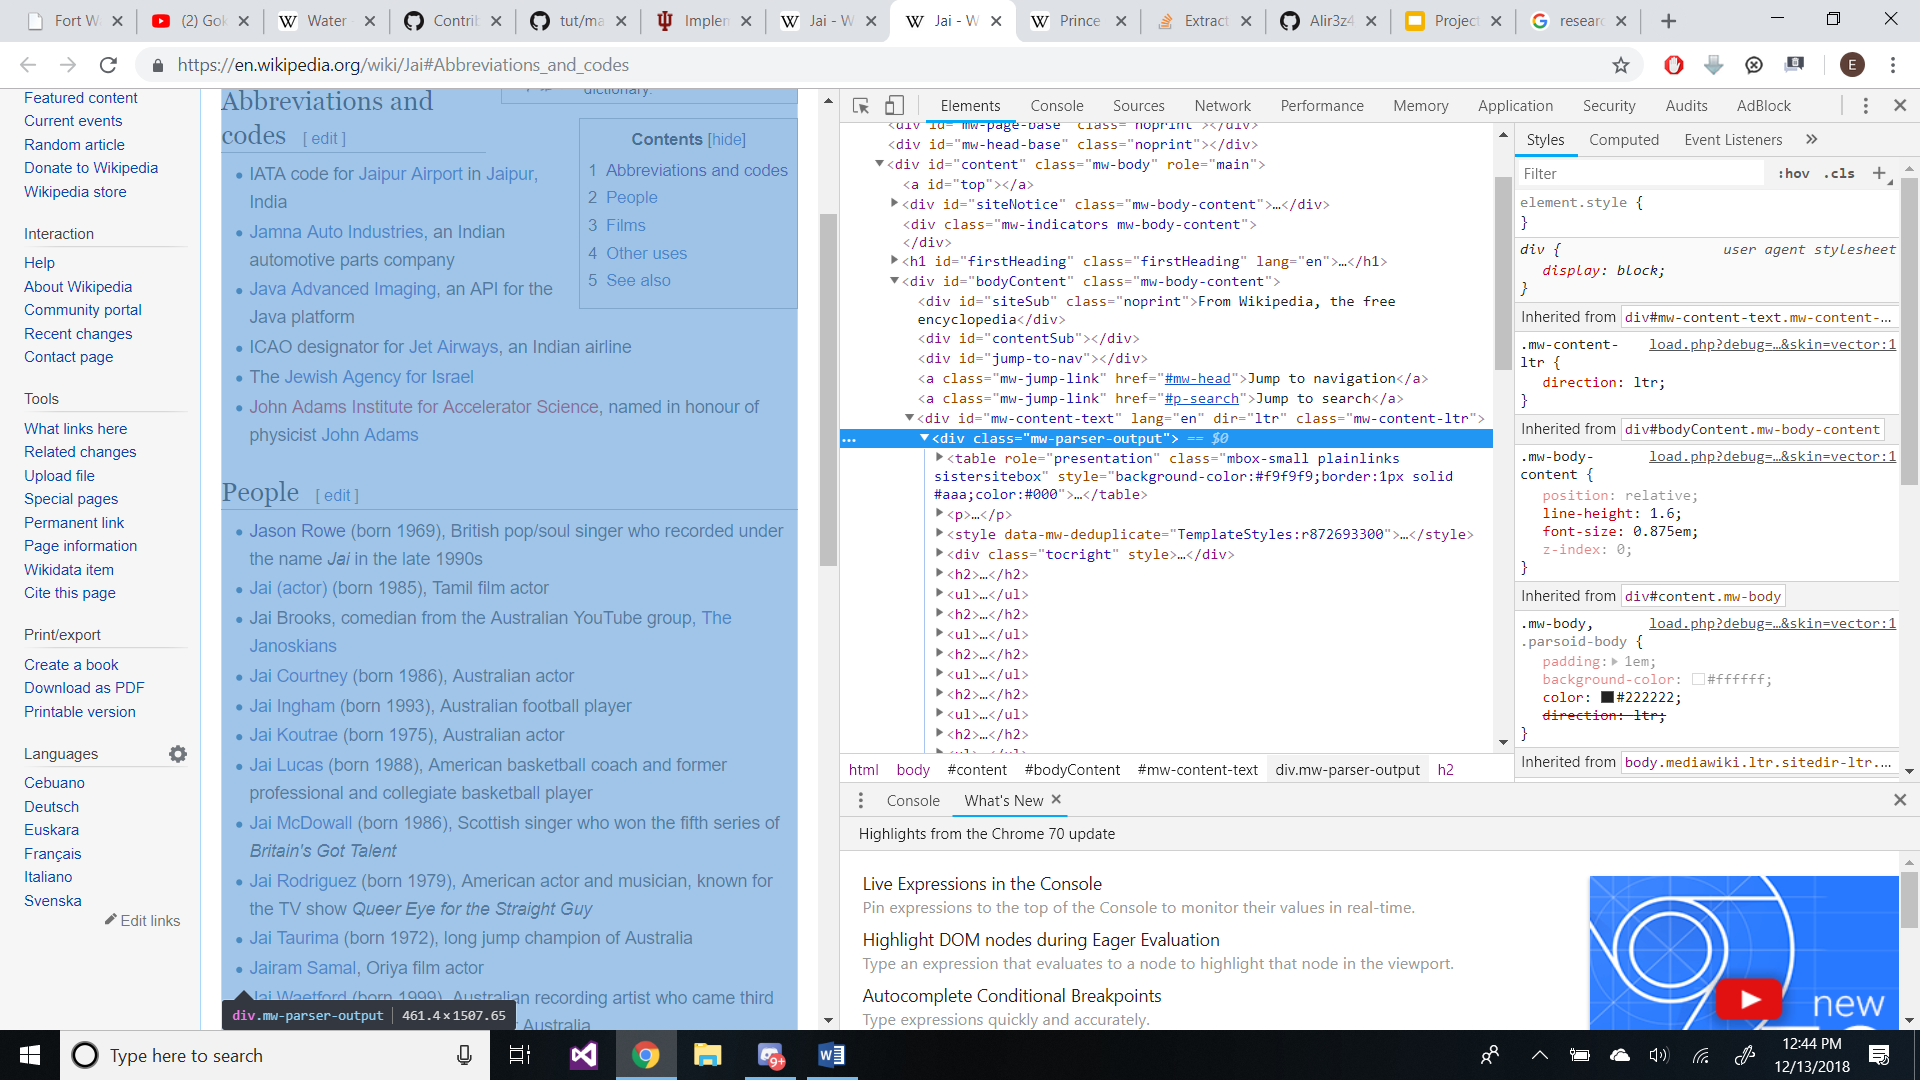 Fort W
(2) Gok
Water
Contrib
tut/ma
Implem
Jai - W
Jai - W
Prince
Extract
Alir3z4
Project
researc
https://en.wikipedia.org/wiki/Jai#Abbreviations_and_codes
E
Featured content
Current events
Random article
Donate to Wikipedia
Wikipedia store
Interaction
Help
About Wikipedia
Community portal
Recent changes
Contact page
Tools
What links here
Related changes
Upload file
Special pages
Permanent link
Page information
Wikidata item
Cite this page
Print/export
Create a book
Download as PDF
Printable version
Languages
Cebuano
Deutsch
Euskara
Français
Italiano
Svenska
Edit links
dictionary.
Abbreviations and
codes [ edit ]
Contents [hide]
1 Abbreviations and codes
2 People
3 Films
4 Other uses
5 See also
IATA code for Jaipur Airport in Jaipur,
India
Jamna Auto Industries, an Indian
automotive parts company
Java Advanced Imaging, an API for the
Java platform
ICAO designator for Jet Airways, an Indian airline
The Jewish Agency for Israel
John Adams Institute for Accelerator Science, named in honour of
physicist John Adams
People [ edit ]
Jason Rowe (born 1969), British pop/soul singer who recorded under
the name Jai in the late 1990s
Jai (actor) (born 1985), Tamil film actor
Jai Brooks, comedian from the Australian YouTube group, The
Janoskians
Jai Courtney (born 1986), Australian actor
Jai Ingham (born 1993), Australian football player
Jai Koutrae (born 1975), Australian actor
Jai Lucas (born 1988), American basketball coach and former
professional and collegiate basketball player
Jai McDowall (born 1986), Scottish singer who won the fifth series of
Britain's Got Talent
Jai Rodriguez (born 1979), American actor and musician, known for
the TV show Queer Eye for the Straight Guy
Jai Taurima (born 1972), long jump champion of Australia
Jairam Samal, Oriya film actor
Jai Waetford (born 1999), Australian recording artist who came third
Australia
div.mw-parser-output 461.4×1507.65
Elements Console Sources Network Performance Memory Application Security Audits AdBlock
<div id="mw-page-base" class="noprint"></div>
<div id="mw-head-base" class="noprint"></div>
<div id="content" class="mw-body" role="main">
<a id="top"></a>
<div id="siteNotice" class="mw-body-content">…</div>
<div class="mw-indicators mw-body-content">
</div>
<h1 id="firstHeading" class="firstHeading" lang="en">…</h1>
<div id="bodyContent" class="mw-body-content">
<div id="siteSub" class="noprint">From Wikipedia, the free
encyclopedia</div>
<div id="contentSub"></div>
<div id="jump-to-nav"></div>
<a class="mw-jump-link" href="#mw-head">Jump to navigation</a>
<a class="mw-jump-link" href="#p-search">Jump to search</a>
<div id="mw-content-text" lang="en" dir="ltr" class="mw-content-ltr">
… <div class="mw-parser-output"> == $0
<table role="presentation" class="mbox-small plainlinks
sistersitebox" style="background-color:#f9f9f9;border:1px solid
#aaa;color:#000">…</table>
<p>…</p>
<style data-mw-deduplicate="TemplateStyles:r872693300">…</style>
<div class="tocright" style>…</div>
<h2>…</h2>
<ul>…</ul>
<h2>…</h2>
<ul>…</ul>
<h2>…</h2>
<ul>…</ul>
<h2>…</h2>
<ul>…</ul>
<h2>…</h2>
html body #content #bodyContent #mw-content-text div.mw-parser-output h2
Styles Computed Event Listeners »
Filter :hov .cls +
element.style {
}
div { user agent stylesheet
display: block;
}
Inherited from div#mw-content-text.mw-content-…
.mw-content- load.php?debug=…&skin=vector:1
ltr {
direction: ltr;
}
Inherited from div#bodyContent.mw-body-content
.mw-body- load.php?debug=…&skin=vector:1
content {
position: relative;
line-height: 1.6;
font-size: 0.875em;
z-index: 0;
}
Inherited from div#content.mw-body
.mw-body, load.php?debug=…&skin=vector:1
.parsoid-body {
padding: 1em;
background-color: #ffffff;
color: #222222;
direction: ltr;
}
Inherited from body.mediawiki.ltr.sitedir-ltr.…
Console What's New
Highlights from the Chrome 70 update
Live Expressions in the Console
Pin expressions to the top of the Console to monitor their values in real-time.
Highlight DOM nodes during Eager Evaluation
Type an expression that evaluates to a node to highlight that node in the viewport.
Autocomplete Conditional Breakpoints
Type expressions quickly and accurately.
new
Type here to search
9+
12:44 PM
12/13/2018